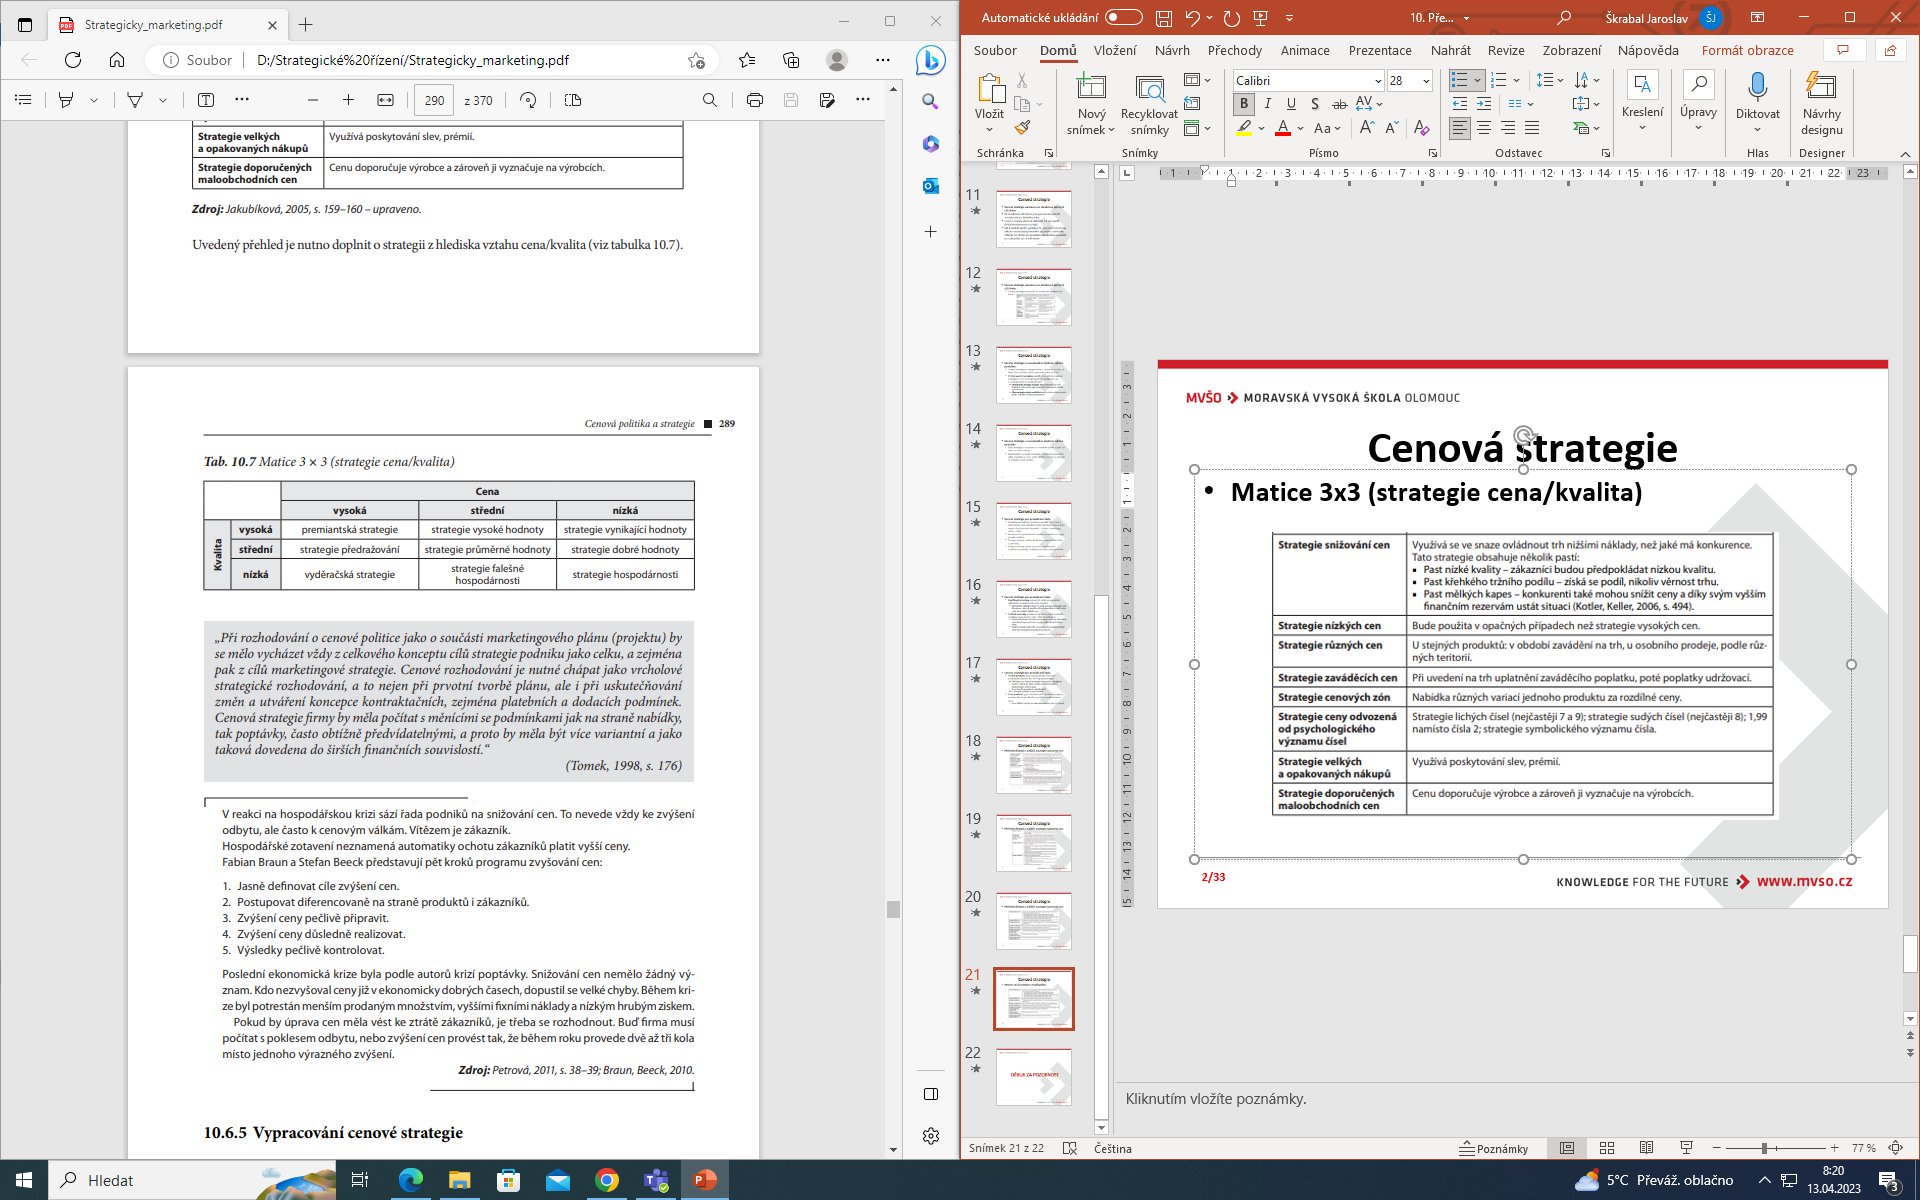 Strategicky_marketing.pdf
Soubor
D:/Strategické%20řízení/Strategicky_marketing.pdf
290 z 370
Strategie velkých
a opakovaných nákupů
Využívá poskytování slev, prémií.
Strategie doporučených
maloobchodních cen
Cenu doporučuje výrobce a zároveň ji vyznačuje na výrobcích.
Zdroj: Jakubíková, 2005, s. 159–160 – upraveno.
Uvedený přehled je nutno doplnit o strategii z hlediska vztahu cena/kvalita (viz tabulka 10.7).
Cenová politika a strategie ■ 289
Tab. 10.7 Matice 3 × 3 (strategie cena/kvalita)
Cena
vysoká střední nízká
Kvalita
vysoká premiantská strategie strategie vysoké hodnoty strategie vynikající hodnoty
střední strategie předražování strategie průměrné hodnoty strategie dobré hodnoty
nízká vyděračská strategie strategie falešné
hospodárnosti
strategie hospodárnosti
„Při rozhodování o cenové politice jako o součásti marketingového plánu (projektu) by
se mělo vycházet vždy z celkového konceptu cílů strategie podniku jako celku, a zejména
pak z cílů marketingové strategie. Cenové rozhodování je nutné chápat jako vrcholové
strategické rozhodování, a to nejen při prvotní tvorbě plánu, ale i při uskutečňování
změn a utváření koncepce kontraktačních, zejména platebních a dodacích podmínek.
Cenová strategie firmy by měla počítat s měnícími se podmínkami jak na straně nabídky,
tak poptávky, často obtížně předvídatelnými, a proto by měla být více variantní a jako
taková dovedena do širších finančních souvislostí.“
(Tomek, 1998, s. 176)
V reakci na hospodářskou krizi sází řada podniků na snižování cen. To nevede vždy ke zvýšení
odbytu, ale často k cenovým válkám. Vítězem je zákazník.
Hospodářské zotavení neznamená automatiky ochotu zákazníků platit vyšší ceny.
Fabian Braun a Stefan Beeck představují pět kroků programu zvyšování cen:
1. Jasně definovat cíle zvýšení cen.
2. Postupovat diferencovaně na straně produktů i zákazníků.
3. Zvýšení ceny pečlivě připravit.
4. Zvýšení ceny důsledně realizovat.
5. Výsledky pečlivě kontrolovat.
Poslední ekonomická krize byla podle autorů krizí poptávky. Snižování cen nemělo žádný vý-
znam. Kdo nezvyšoval ceny již v ekonomicky dobrých časech, dopustil se velké chyby. Během kri-
ze byl potrestán menším prodaným množstvím, vyššími fixními náklady a nízkým hrubým ziskem.
Pokud by úprava cen měla vést ke ztrátě zákazníků, je třeba se rozhodnout. Buď firma musí
počítat s poklesem odbytu, nebo zvýšení cen provést tak, že během roku provede dvě až tři kola
místo jednoho výrazného zvýšení.
Zdroj: Petrová, 2011, s. 38–39; Braun, Beeck, 2010.
10.6.5 Vypracování cenové strategie
Automatické ukládání
10. Pře...
Škrabal Jaroslav ŠJ
Soubor Domů Vložení Návrh Přechody Animace Prezentace Nahrát Revize Zobrazení Nápověda Formát obrazce
Vložit
Schránka
Nový
snímek
Recyklovat
snímky
Snímky
Calibri 28
Písmo
Odstavec
Kreslení
Úpravy
Diktovat
Hlas
Návrhy
designu
Designer
11
12
13
14
15
16
17
18
19
20
21
22
DĚKUJI ZA POZORNOST
MVŠO MORAVSKÁ VYSOKÁ ŠKOLA OLOMOUC
Cenová strategie
• Matice 3x3 (strategie cena/kvalita)
Strategie snižování cen
Využívá se ve snaze ovládnout trh nižšími náklady, než jaké má konkurence.
Tato strategie obsahuje několik pastí:
▪ Past nízké kvality – zákazníci budou předpokládat nízkou kvalitu.
▪ Past křehkého tržního podílu – získá se podíl, nikoliv věrnost trhu.
▪ Past mělkých kapes – konkurenti také mohou snížit ceny a díky svým vyšším
finančním rezervám ustát situaci (Kotler, Keller, 2006, s. 494).
Strategie nízkých cen
Bude použita v opačných případech než strategie vysokých cen.
Strategie různých cen
U stejných produktů: v období zavádění na trh, u osobního prodeje, podle růz-
ných teritorií.
Strategie zaváděcích cen
Při uvedení na trh uplatnění zaváděcího poplatku, poté poplatky udržovací.
Strategie cenových zón
Nabídka různých variací jednoho produktu za rozdílné ceny.
Strategie ceny odvozená
od psychologického
významu čísel
Strategie lichých čísel (nejčastěji 7 a 9); strategie sudých čísel (nejčastěji 8); 1,99
namísto čísla 2; strategie symbolického významu čísla.
Strategie velkých
a opakovaných nákupů
Využívá poskytování slev, prémií.
Strategie doporučených
maloobchodních cen
Cenu doporučuje výrobce a zároveň ji vyznačuje na výrobcích.
2/33
KNOWLEDGE FOR THE FUTURE www.mvso.cz
Kliknutím vložíte poznámky.
Snímek 21 z 22
Čeština
Poznámky
77 %
Hledat
5°C Převáž. oblačno
8:20
13.04.2023
3